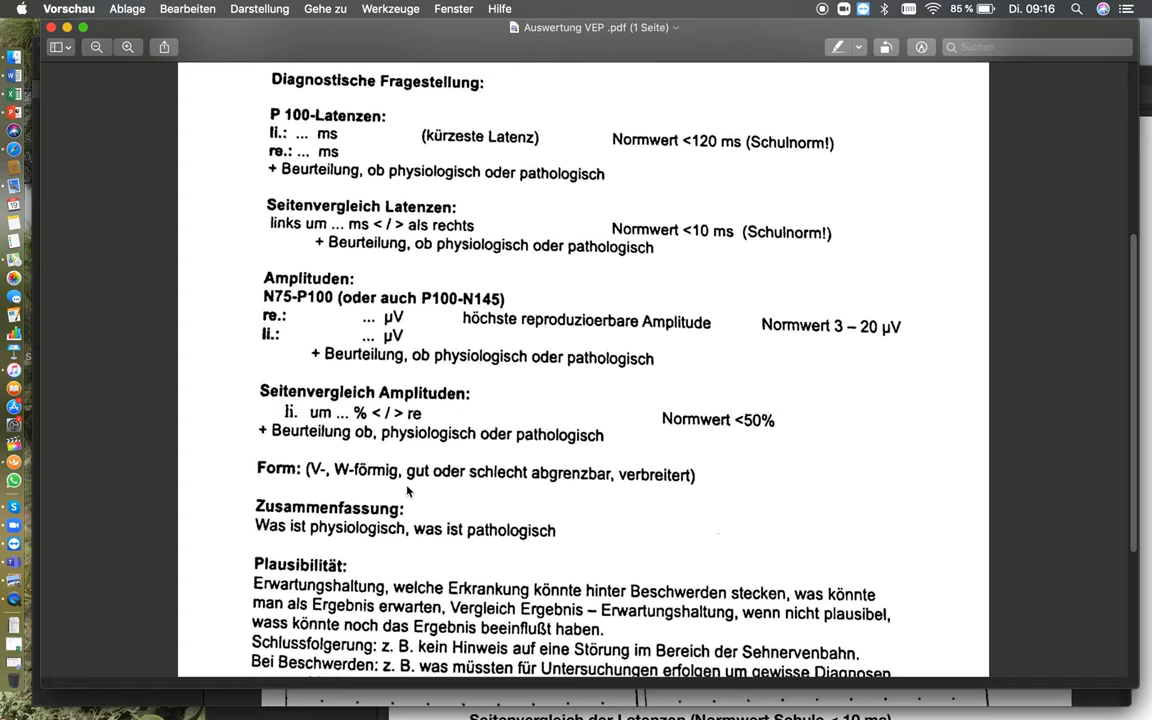 Vorschau Ablage Bearbeiten Darstellung Gehe zu Werkzeuge Fenster Hilfe 85 % Di. 09:16
Auswertung VEP .pdf (1 Seite)
Suchen
Diagnostische Fragestellung:
P 100-Latenzen:
li.: ... ms (kürzeste Latenz) Normwert <120 ms (Schulnorm!)
re.: ... ms
+ Beurteilung, ob physiologisch oder pathologisch
Seitenvergleich Latenzen:
links um ... ms < / > als rechts Normwert <10 ms (Schulnorm!)
+ Beurteilung, ob physiologisch oder pathologisch
Amplituden:
N75-P100 (oder auch P100-N145)
re.: ... µV höchste reproduzioerbare Amplitude Normwert 3 – 20 µV
li.: ... µV
+ Beurteilung, ob physiologisch oder pathologisch
Seitenvergleich Amplituden:
li. um ... % < / > re Normwert <50%
+ Beurteilung ob, physiologisch oder pathologisch
Form: (V-, W-förmig, gut oder schlecht abgrenzbar, verbreitert)
Zusammenfassung:
Was ist physiologisch, was ist pathologisch
Plausibilität:
Erwartungshaltung, welche Erkrankung könnte hinter Beschwerden stecken, was könnte
man als Ergebnis erwarten, Vergleich Ergebnis – Erwartungshaltung, wenn nicht plausibel,
wass könnte noch das Ergebnis beeinflußt haben.
Schlussfolgerung: z. B. kein Hinweis auf eine Störung im Bereich der Sehnervenbahn.
Bei Beschwerden: z. B. was müssten für Untersuchungen erfolgen um gewisse Diagnosen
Seitenvergleich der Latenzen (Normwert Schule < 10 ms)